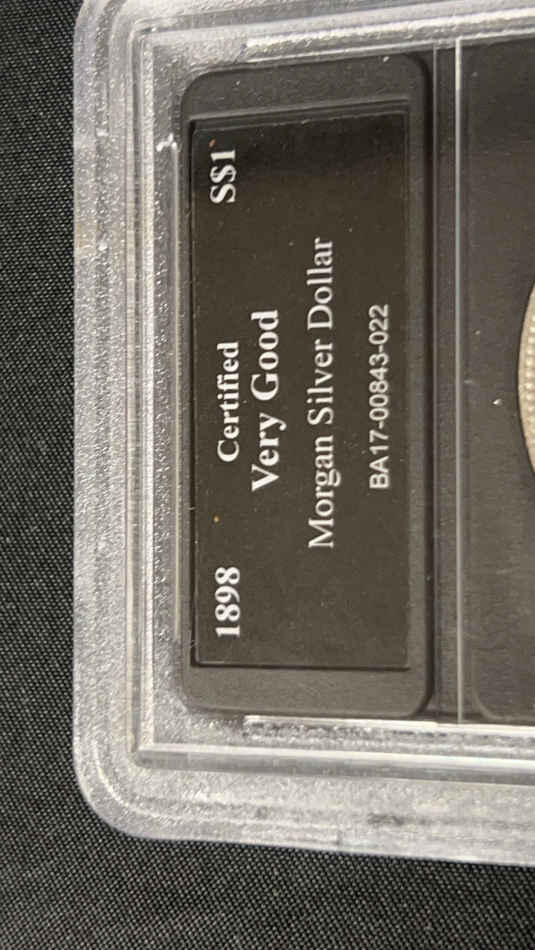 1898 Certified S$1
Very Good
Morgan Silver Dollar
BA17-00843-022